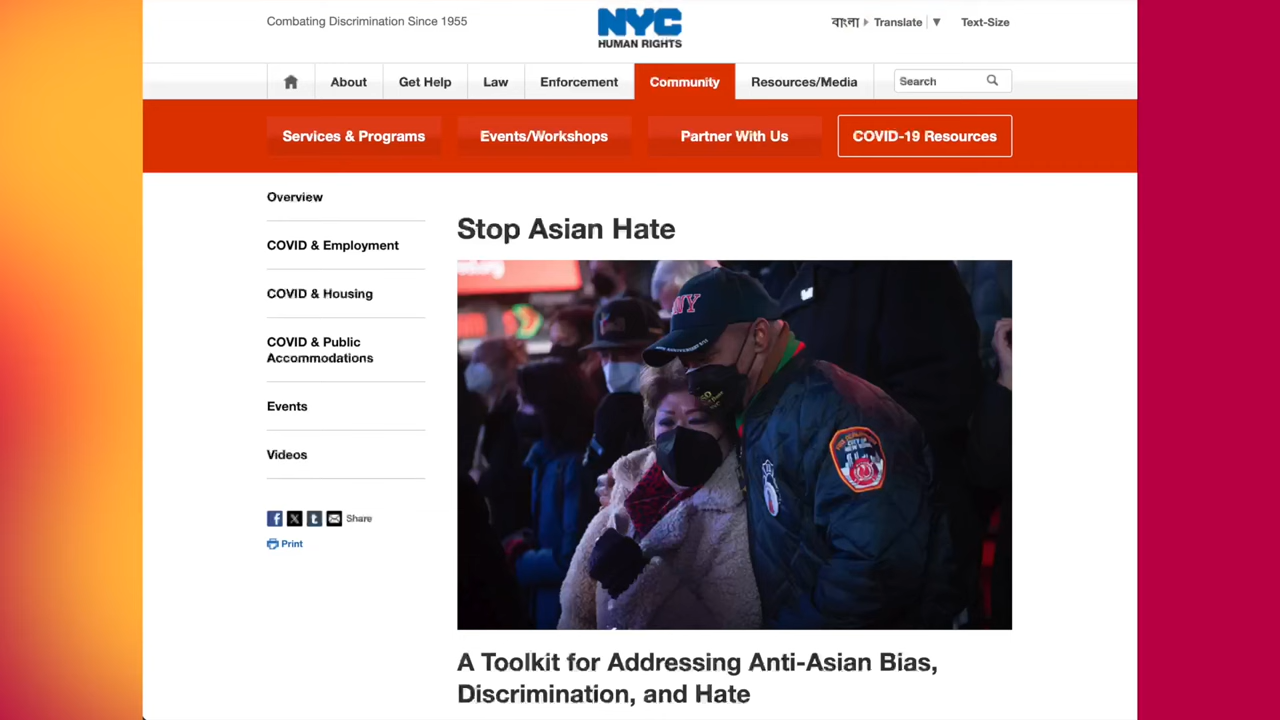 Combating Discrimination Since 1955
NYC
HUMAN RIGHTS
বাংলা Translate ▼ Text-Size
About Get Help Law Enforcement Community Resources/Media Search
Services & Programs Events/Workshops Partner With Us COVID-19 Resources
Overview
COVID & Employment
COVID & Housing
COVID & Public
Accommodations
Events
Videos
Share
Print
Stop Asian Hate
NY
CITY OF
NEW YORK
A Toolkit for Addressing Anti-Asian Bias,
Discrimination, and Hate